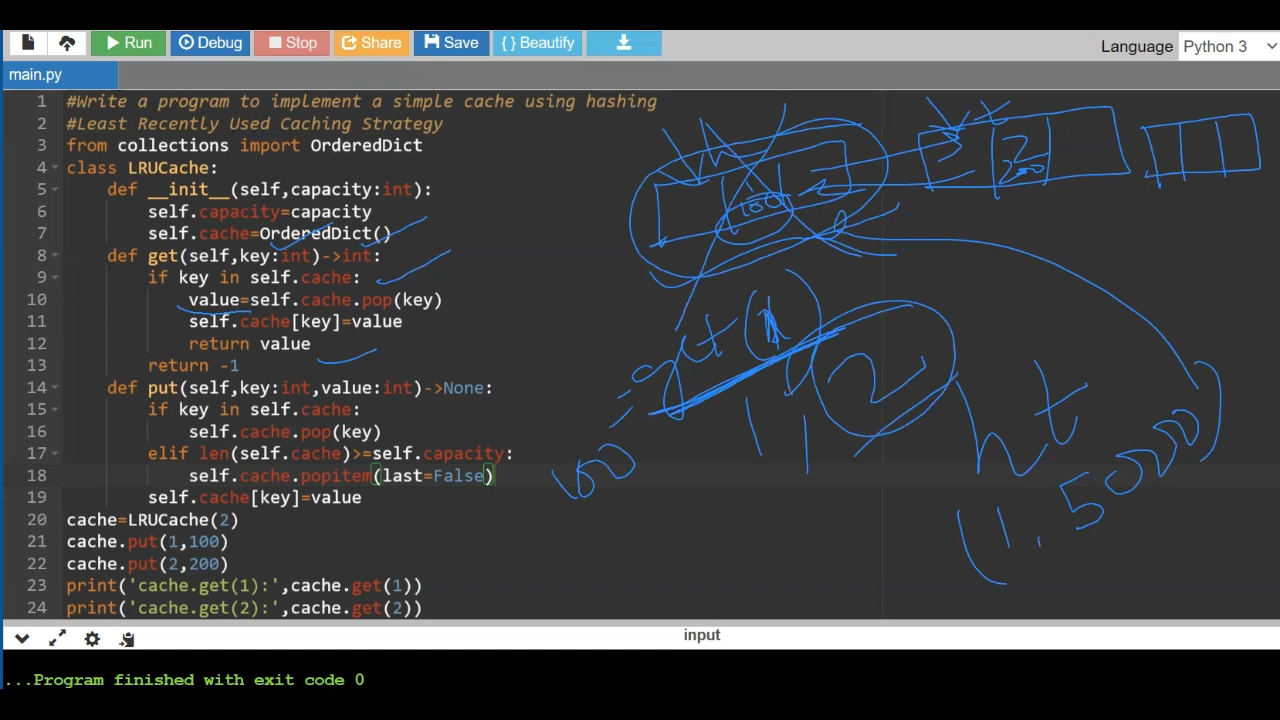 Run Debug Stop Share Save { } Beautify
Language Python 3
main.py
1 #Write a program to implement a simple cache using hashing
2 #Least Recently Used Caching Strategy
3 from collections import OrderedDict
4 class LRUCache:
5 def __init__(self,capacity:int):
6 self.capacity=capacity
7 self.cache=OrderedDict()
8 def get(self,key:int)->int:
9 if key in self.cache:
10 value=self.cache.pop(key)
11 self.cache[key]=value
12 return value
13 return -1
14 def put(self,key:int,value:int)->None:
15 if key in self.cache:
16 self.cache.pop(key)
17 elif len(self.cache)>=self.capacity:
18 self.cache.popitem(last=False)
19 self.cache[key]=value
20 cache=LRUCache(2)
21 cache.put(1,100)
22 cache.put(2,200)
23 print('cache.get(1):',cache.get(1))
24 print('cache.get(2):',cache.get(2))
100
2
2
200
2
100
(1,5000)
input
...Program finished with exit code 0